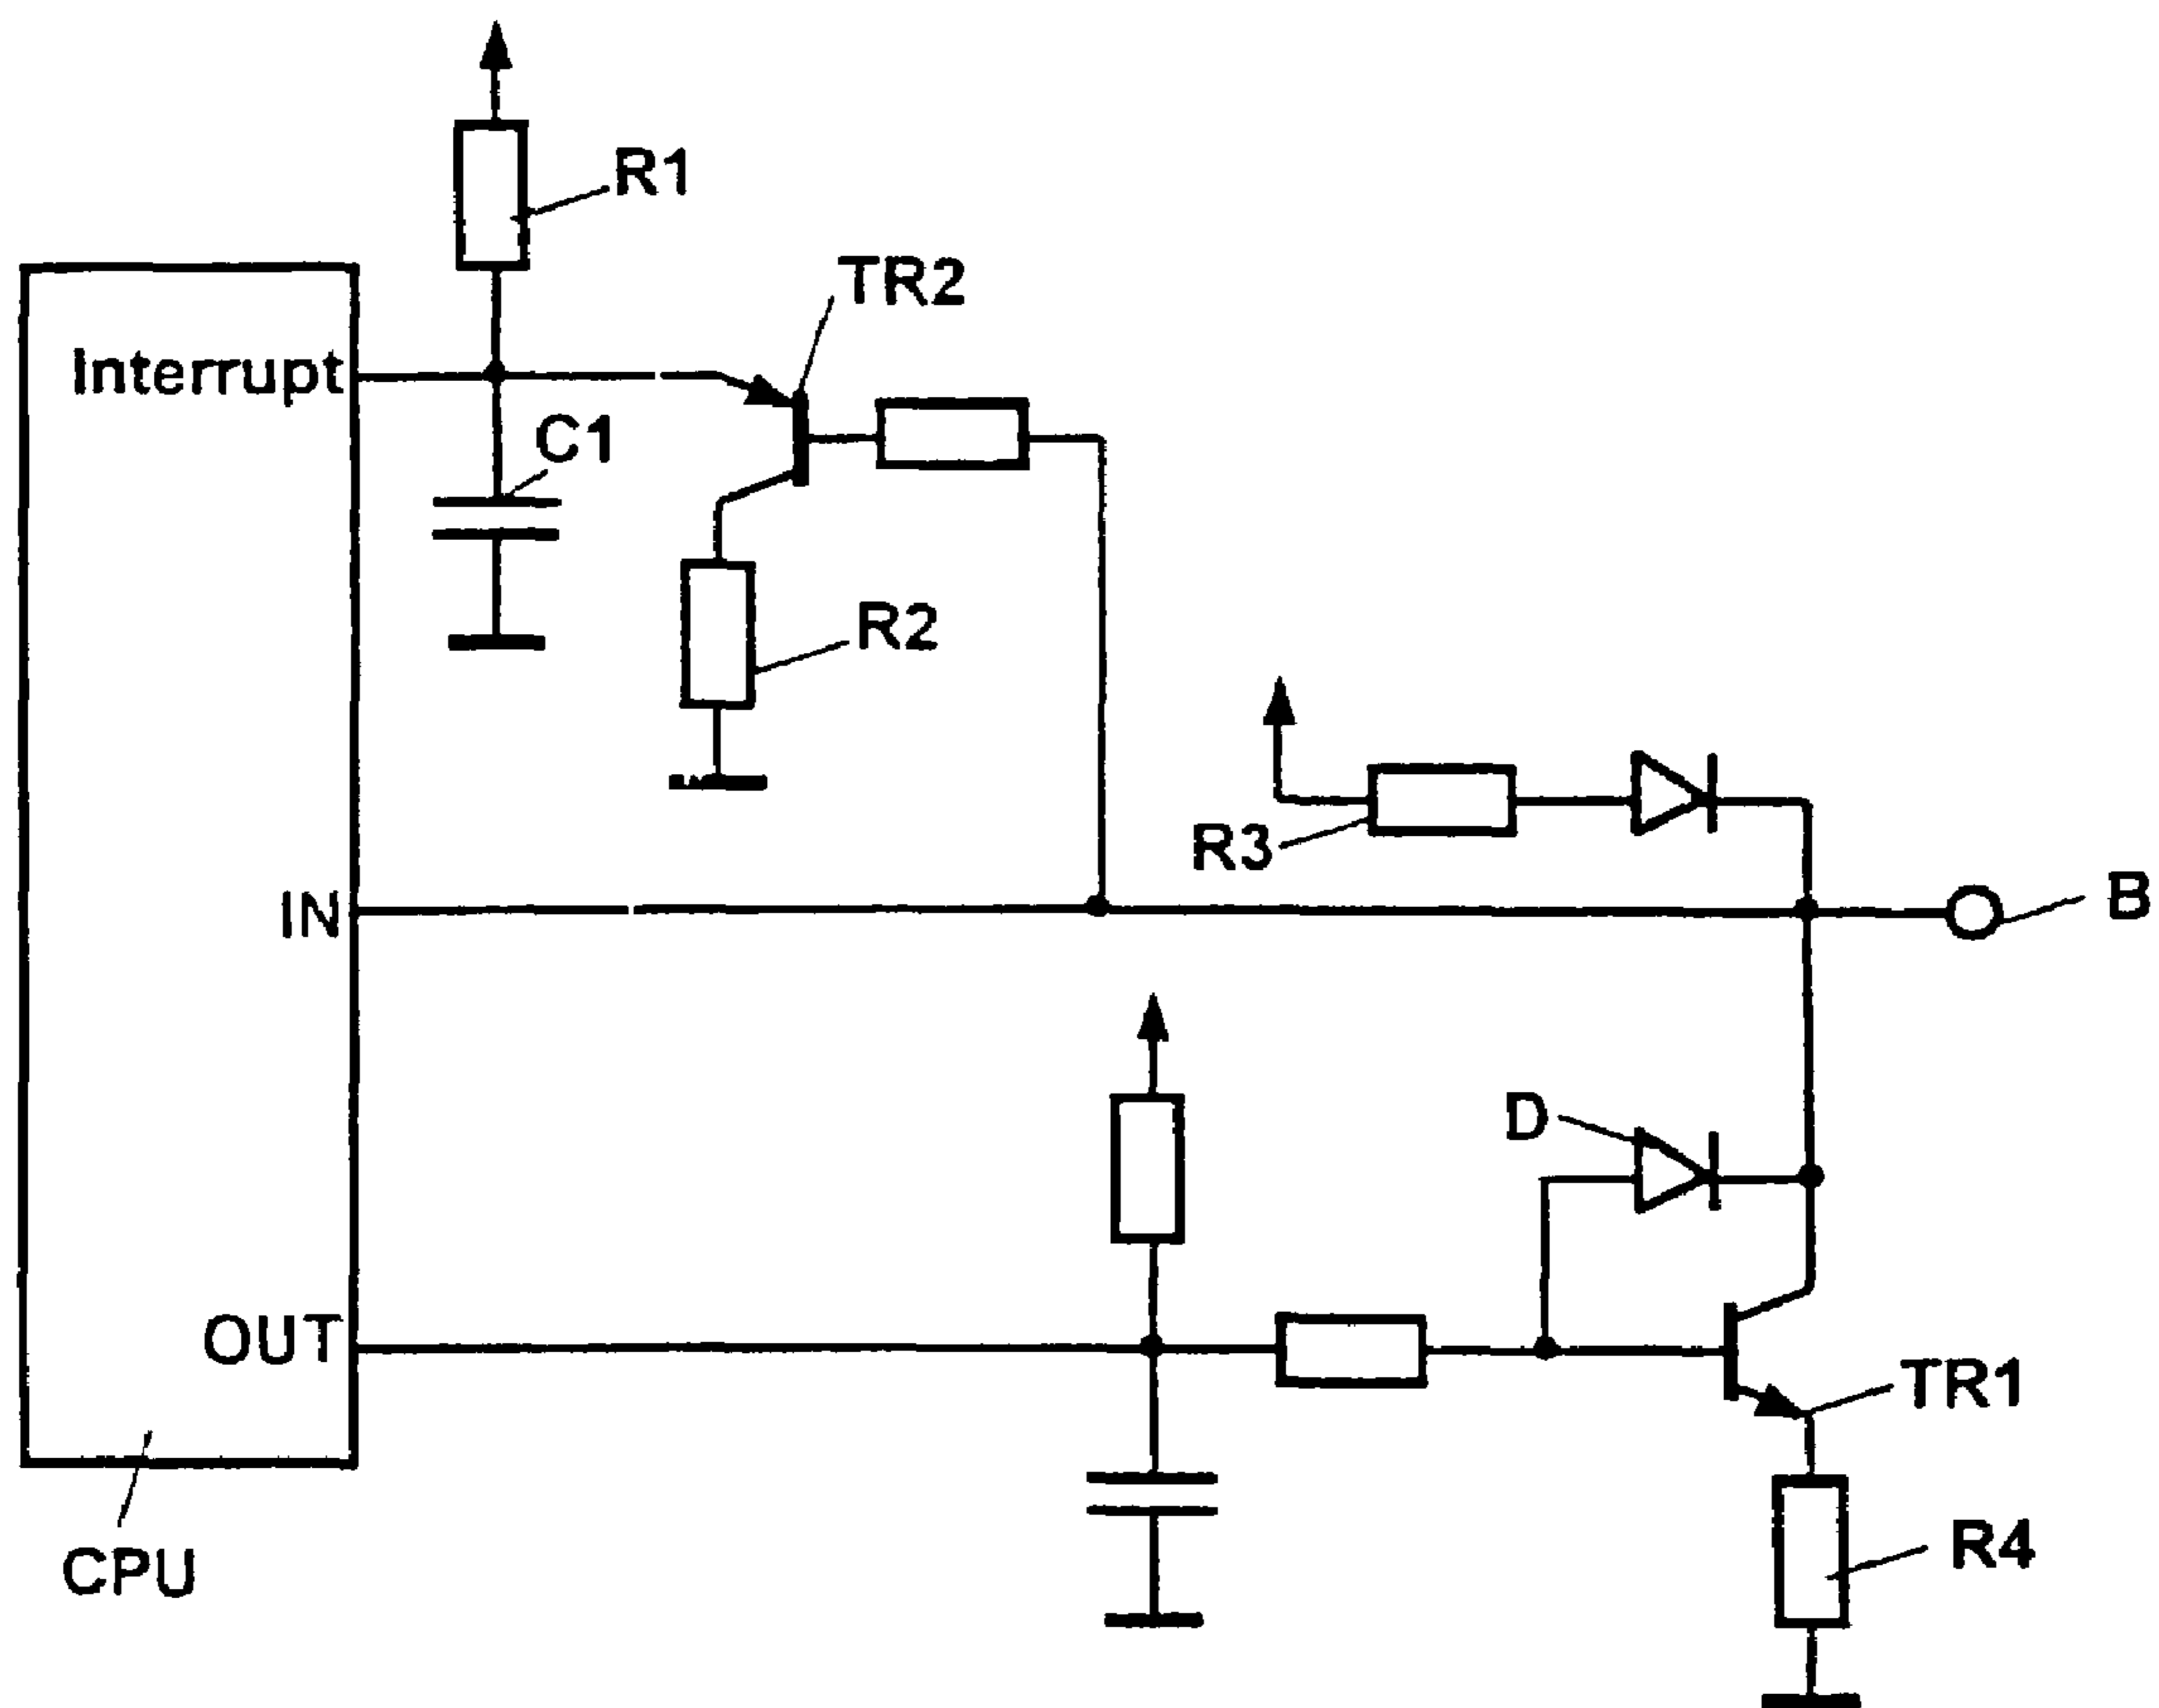 R1
TR2
Interrupt
C1
R2
R3
IN
B
D
OUT
TR1
R4
CPU